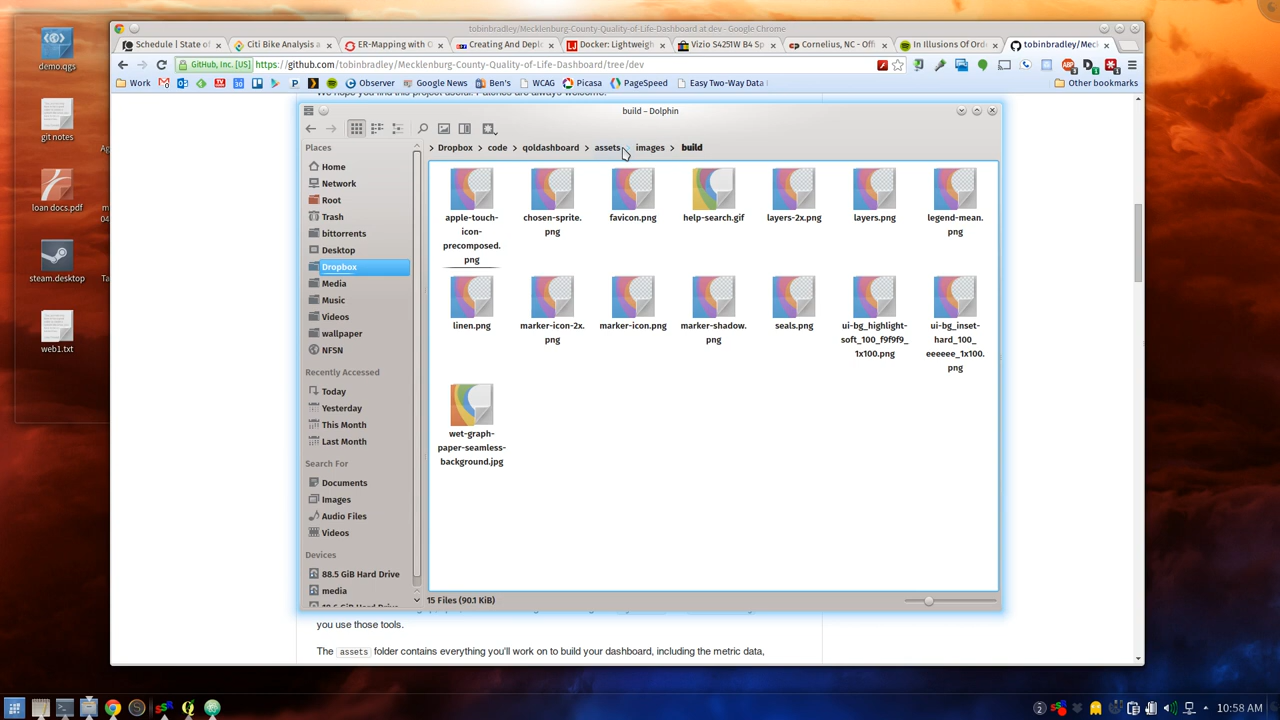 tobinbradley/Mecklenburg-County-Quality-of-Life-Dashboard at dev - Google Chrome
Schedule | State of
Citi Bike Analysis a
ER-Mapping with O
Creating And Deplo
Docker: Lightweigh
Vizio S4251W B4 Sp
Cornelius, NC - Offi
In Illusions Of Ord
tobinbradley/Meck
GitHub, Inc. [US]
https://github.com/tobinbradley/Mecklenburg-County-Quality-of-Life-Dashboard/tree/dev
Work
Observer
Google News
Ben's
WCAG
Picasa
PageSpeed
Easy Two-Way Data
Other bookmarks
build – Dolphin
Dropbox
code
qoldashboard
assets
images
build
demo.qgs
git notes
loan docs.pdf
steam.desktop
web1.txt
Places
Home
Network
Root
Trash
bittorrents
Desktop
Dropbox
Media
Music
Videos
wallpaper
NFSN
Recently Accessed
Today
Yesterday
This Month
Last Month
Search For
Documents
Images
Audio Files
Videos
Devices
88.5 GiB Hard Drive
media
apple-touch-
icon-
precomposed.
png
chosen-sprite.
png
favicon.png
help-search.gif
layers-2x.png
layers.png
legend-mean.
png
linen.png
marker-icon-2x.
png
marker-icon.png
marker-shadow.
png
seals.png
ui-bg_highlight-
soft_100_f9f9f9_
1x100.png
ui-bg_inset-
hard_100_
eeeeee_1x100.
png
wet-graph-
paper-seamless-
background.jpg
15 Files (90.1 KiB)
you use those tools.
The assets folder contains everything you'll work on to build your dashboard, including the metric data,
10:58 AM